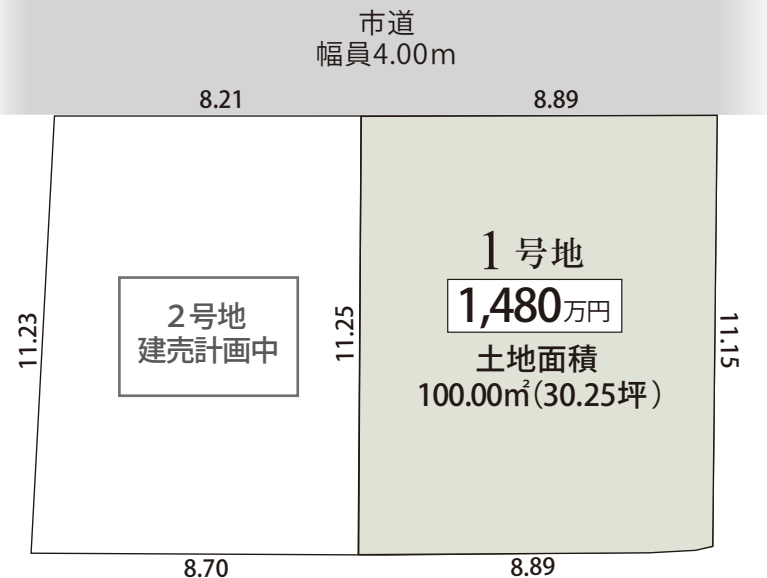 市道
幅員4.00m
8.21
8.89
11.23
2号地
建売計画中
11.25
1号地
1,480万円
土地面積
100.00㎡(30.25坪)
11.15
8.70
8.89